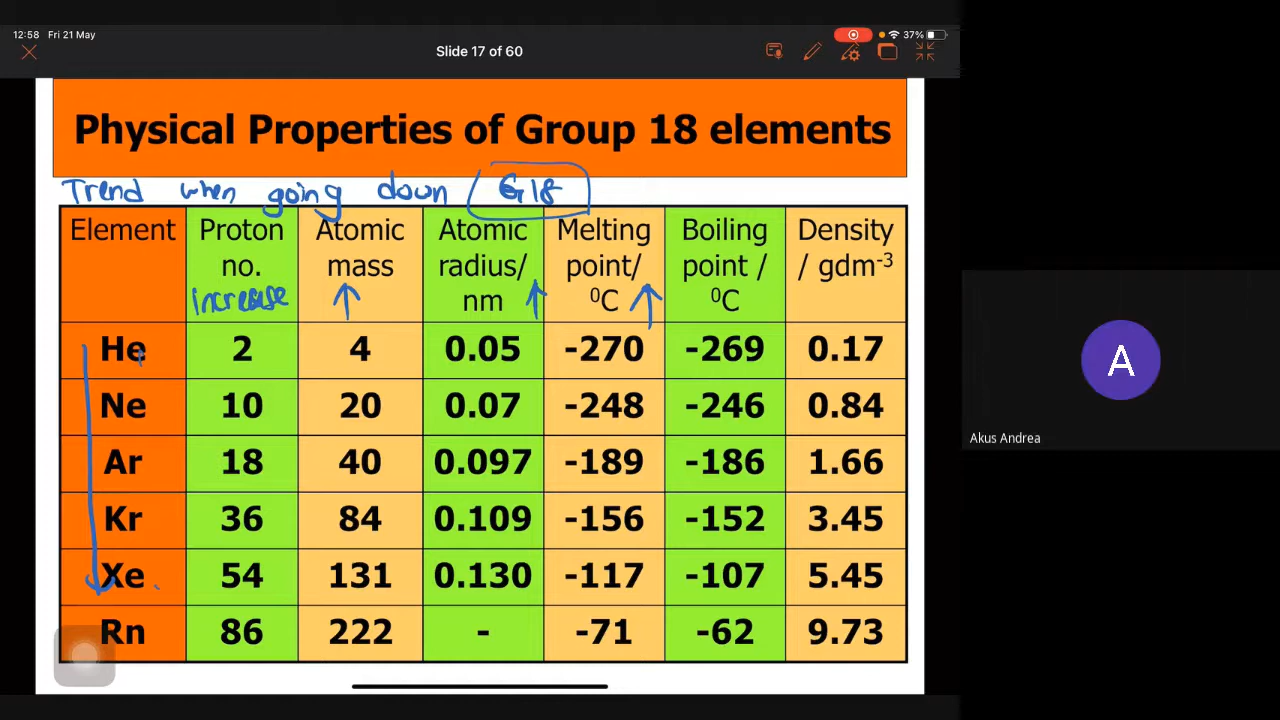 12:58 Fri 21 May
37%
Slide 17 of 60
Physical Properties of Group 18 elements
Trend when going down G18
Element Proton no. increase Atomic mass ↑ Atomic radius/ nm ↑ Melting point/ ⁰C ↑ Boiling point / ⁰C Density / gdm⁻³
He 2 4 0.05 -270 -269 0.17
Ne 10 20 0.07 -248 -246 0.84
Ar 18 40 0.097 -189 -186 1.66
Kr 36 84 0.109 -156 -152 3.45
Xe 54 131 0.130 -117 -107 5.45
Rn 86 222 - -71 -62 9.73
A
Akus Andrea